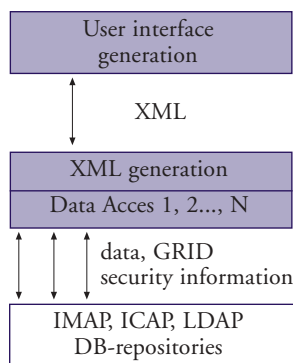 User interface
generation
XML
XML generation
Data Acces 1, 2..., N
data, GRID
security information
IMAP, ICAP, LDAP
DB-repositories